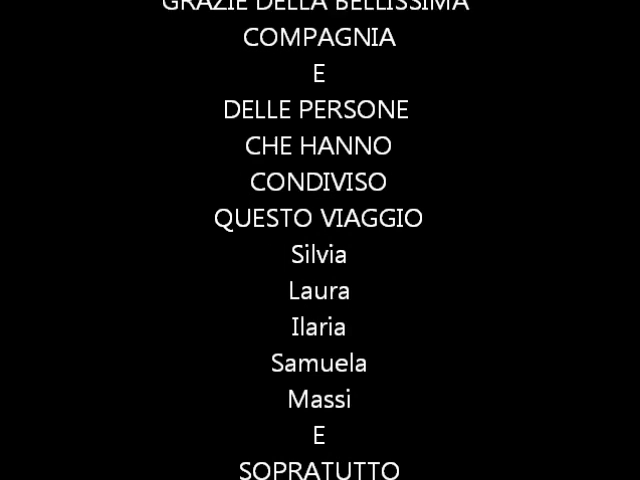 GRAZIE DELLA BELLISSIMA
COMPAGNIA
E
DELLE PERSONE
CHE HANNO
CONDIVISO
QUESTO VIAGGIO
Silvia
Laura
Ilaria
Samuela
Massi
E
SOPRATUTTO